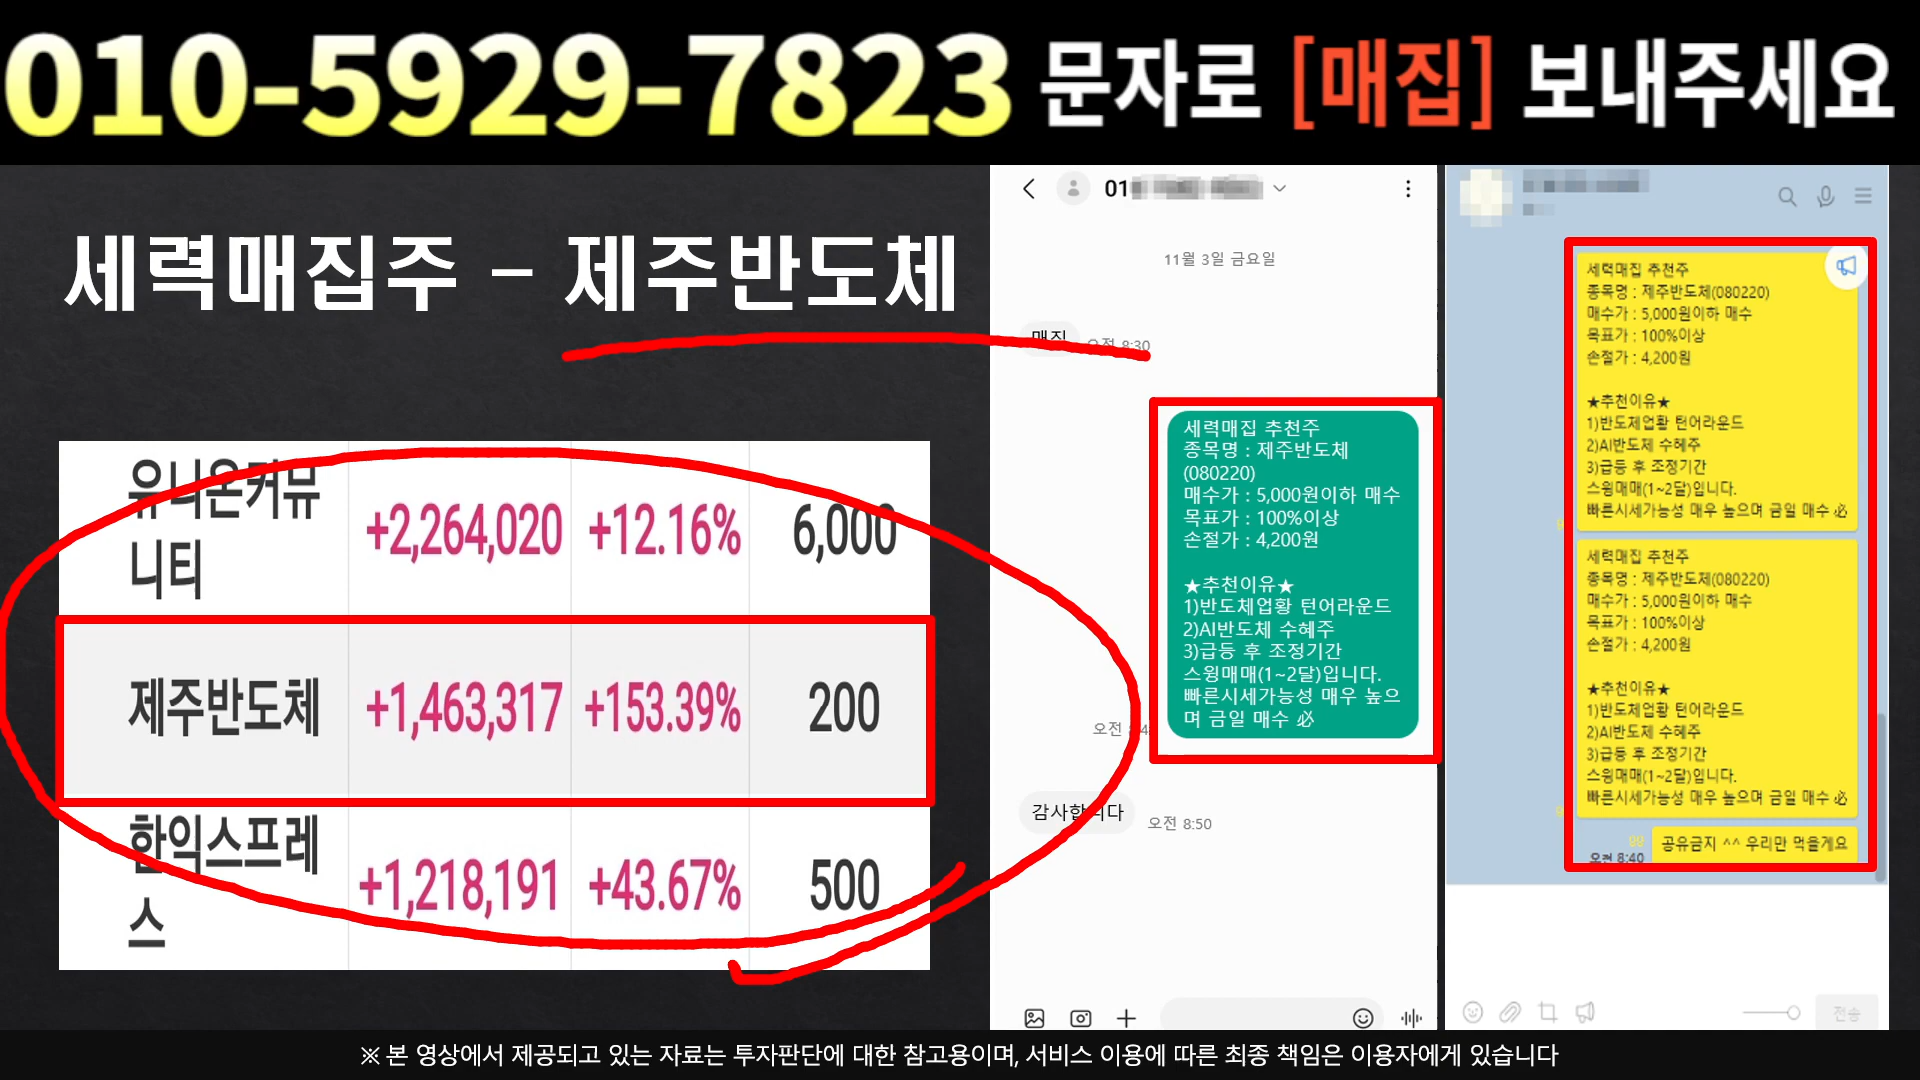 010-5929-7823 문자로 [매집] 보내주세요
세력매집주 - 제주반도체
유니온커뮤
니티
+2,264,020 +12.16% 6,000
제주반도체 +1,463,317 +153.39% 200
한익스프레
스
+1,218,191 +43.67% 500
01
11월 3일 금요일
매집
오전 8:30
세력매집 추천주
종목명 : 제주반도체
(080220)
매수가 : 5,000원이하 매수
목표가 : 100%이상
손절가 : 4,200원
★추천이유★
1)반도체업황 턴어라운드
2)AI반도체 수혜주
3)급등 후 조정기간
스윙매매(1~2달)입니다.
빠른시세가능성 매우 높으
며 금일 매수 必
오전
감사합니다
오전 8:50
세력매집 추천주
종목명 : 제주반도체(080220)
매수가 : 5,000원이하 매수
목표가 : 100%이상
손절가 : 4,200원
★추천이유★
1)반도체업황 턴어라운드
2)AI반도체 수혜주
3)급등 후 조정기간
스윙매매(1~2달)입니다.
빠른시세가능성 매우 높으며 금일 매수 必
세력매집 추천주
종목명 : 제주반도체(080220)
매수가 : 5,000원이하 매수
목표가 : 100%이상
손절가 : 4,200원
★추천이유★
1)반도체업황 턴어라운드
2)AI반도체 수혜주
3)급등 후 조정기간
스윙매매(1~2달)입니다.
빠른시세가능성 매우 높으며 금일 매수 必
오전 8:40
공유금지 ^^ 우리만 먹을게요
전송
※ 본 영상에서 제공되고 있는 자료는 투자판단에 대한 참고용이며, 서비스 이용에 따른 최종 책임은 이용자에게 있습니다